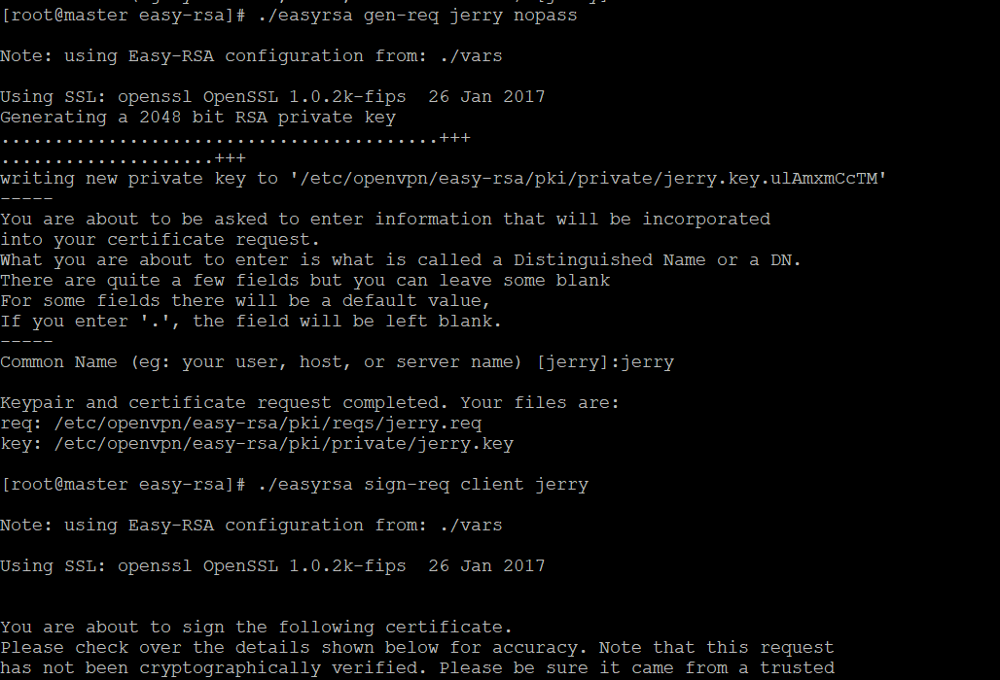 [root@master easy-rsa]# ./easyrsa gen-req jerry nopass
Note: using Easy-RSA configuration from: ./vars
Using SSL: openssl OpenSSL 1.0.2k-fips  26 Jan 2017
Generating a 2048 bit RSA private key
.........................................+++
....................+++
writing new private key to '/etc/openvpn/easy-rsa/pki/private/jerry.key.ulAmxmCcTM'
-----
You are about to be asked to enter information that will be incorporated
into your certificate request.
What you are about to enter is what is called a Distinguished Name or a DN.
There are quite a few fields but you can leave some blank
For some fields there will be a default value,
If you enter '.', the field will be left blank.
-----
Common Name (eg: your user, host, or server name) [jerry]:jerry
Keypair and certificate request completed. Your files are:
req: /etc/openvpn/easy-rsa/pki/reqs/jerry.req
key: /etc/openvpn/easy-rsa/pki/private/jerry.key
[root@master easy-rsa]# ./easyrsa sign-req client jerry
Note: using Easy-RSA configuration from: ./vars
Using SSL: openssl OpenSSL 1.0.2k-fips  26 Jan 2017
You are about to sign the following certificate.
Please check over the details shown below for accuracy. Note that this request
has not been cryptographically verified. Please be sure it came from a trusted